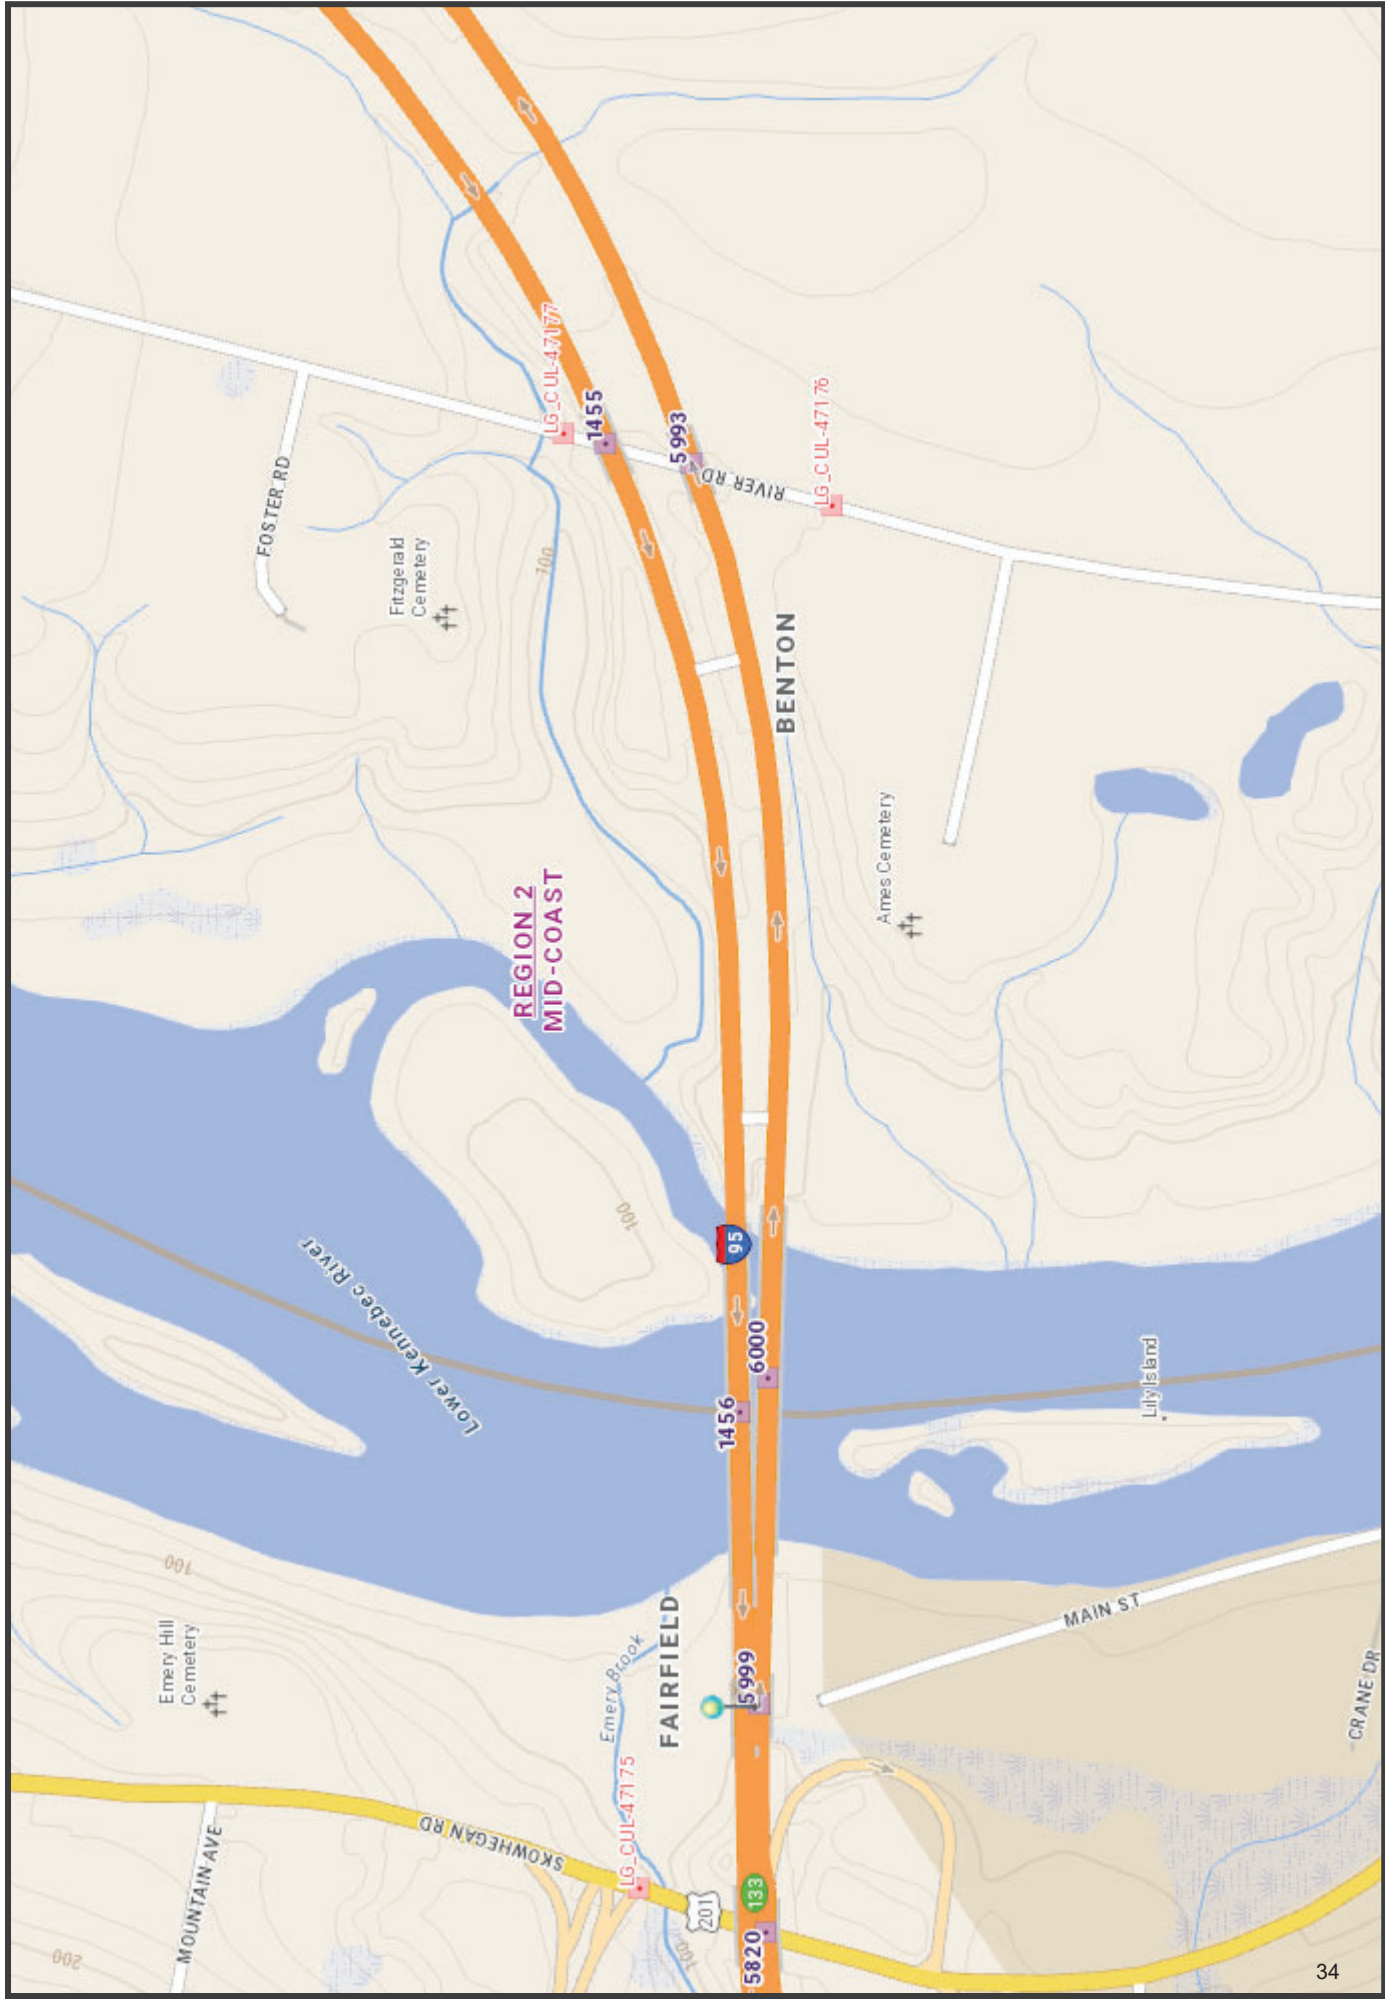 LG_CUL-47177
1455
5993
RIVER RD
LG_CUL-47176
FOSTER RD
Fitzgerald
Cemetery
100
BENTON
Ames Cemetery
REGION 2
MID-COAST
100
95
Lower Kennebec River
6000
1456
Lily Island
100
Emery Hill
Cemetery
Emery Brook
FAIRFIELD
5999
MAIN ST
CRANE DR
LG_CUL-47175
SKOWHEGAN RD
MOUNTAIN AVE
201
133
5820
100
200
34